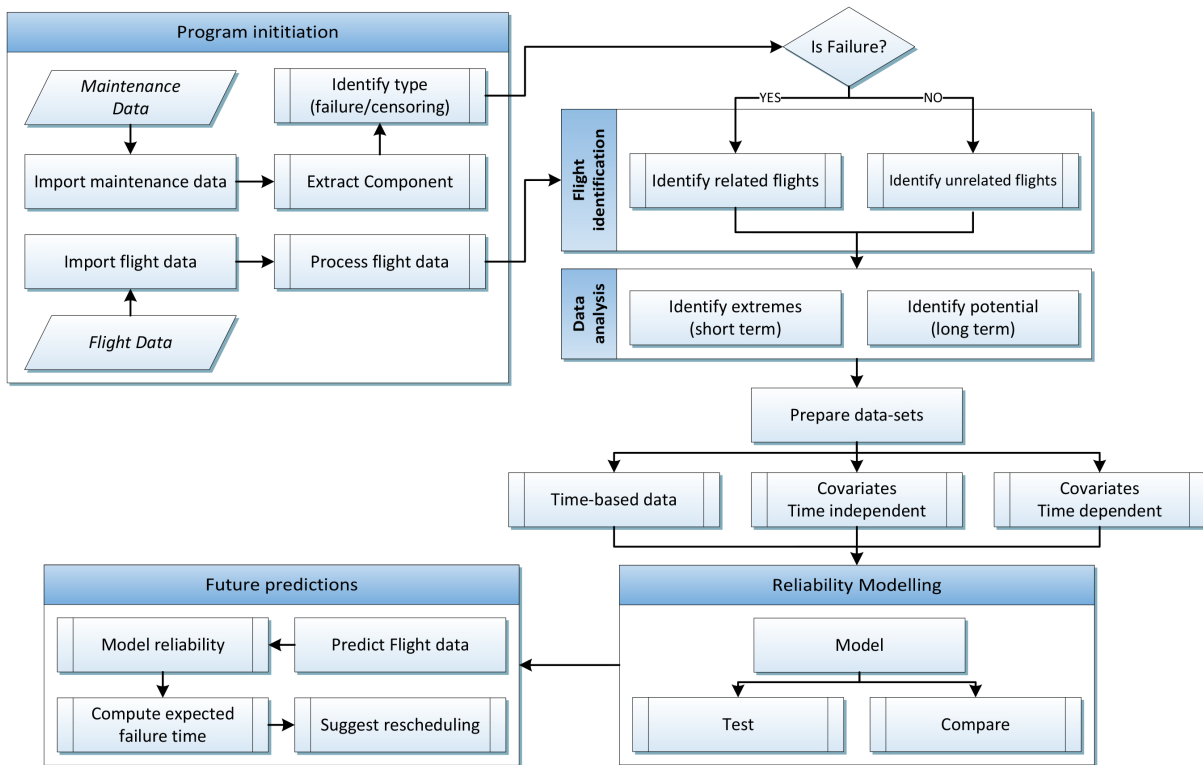 Program inititiation
Maintenance
Data
Identify type
(failure/censoring)
Import maintenance data
Extract Component
Import flight data
Process flight data
Flight Data
Is Failure?
YES
NO
Flight
identification
Identify related flights
Identify unrelated flights
Data
analysis
Identify extremes
(short term)
Identify potential
(long term)
Prepare data-sets
Time-based data
Covariates
Time independent
Covariates
Time dependent
Future predictions
Model reliability
Predict Flight data
Compute expected
failure time
Suggest rescheduling
Reliability Modelling
Model
Test
Compare